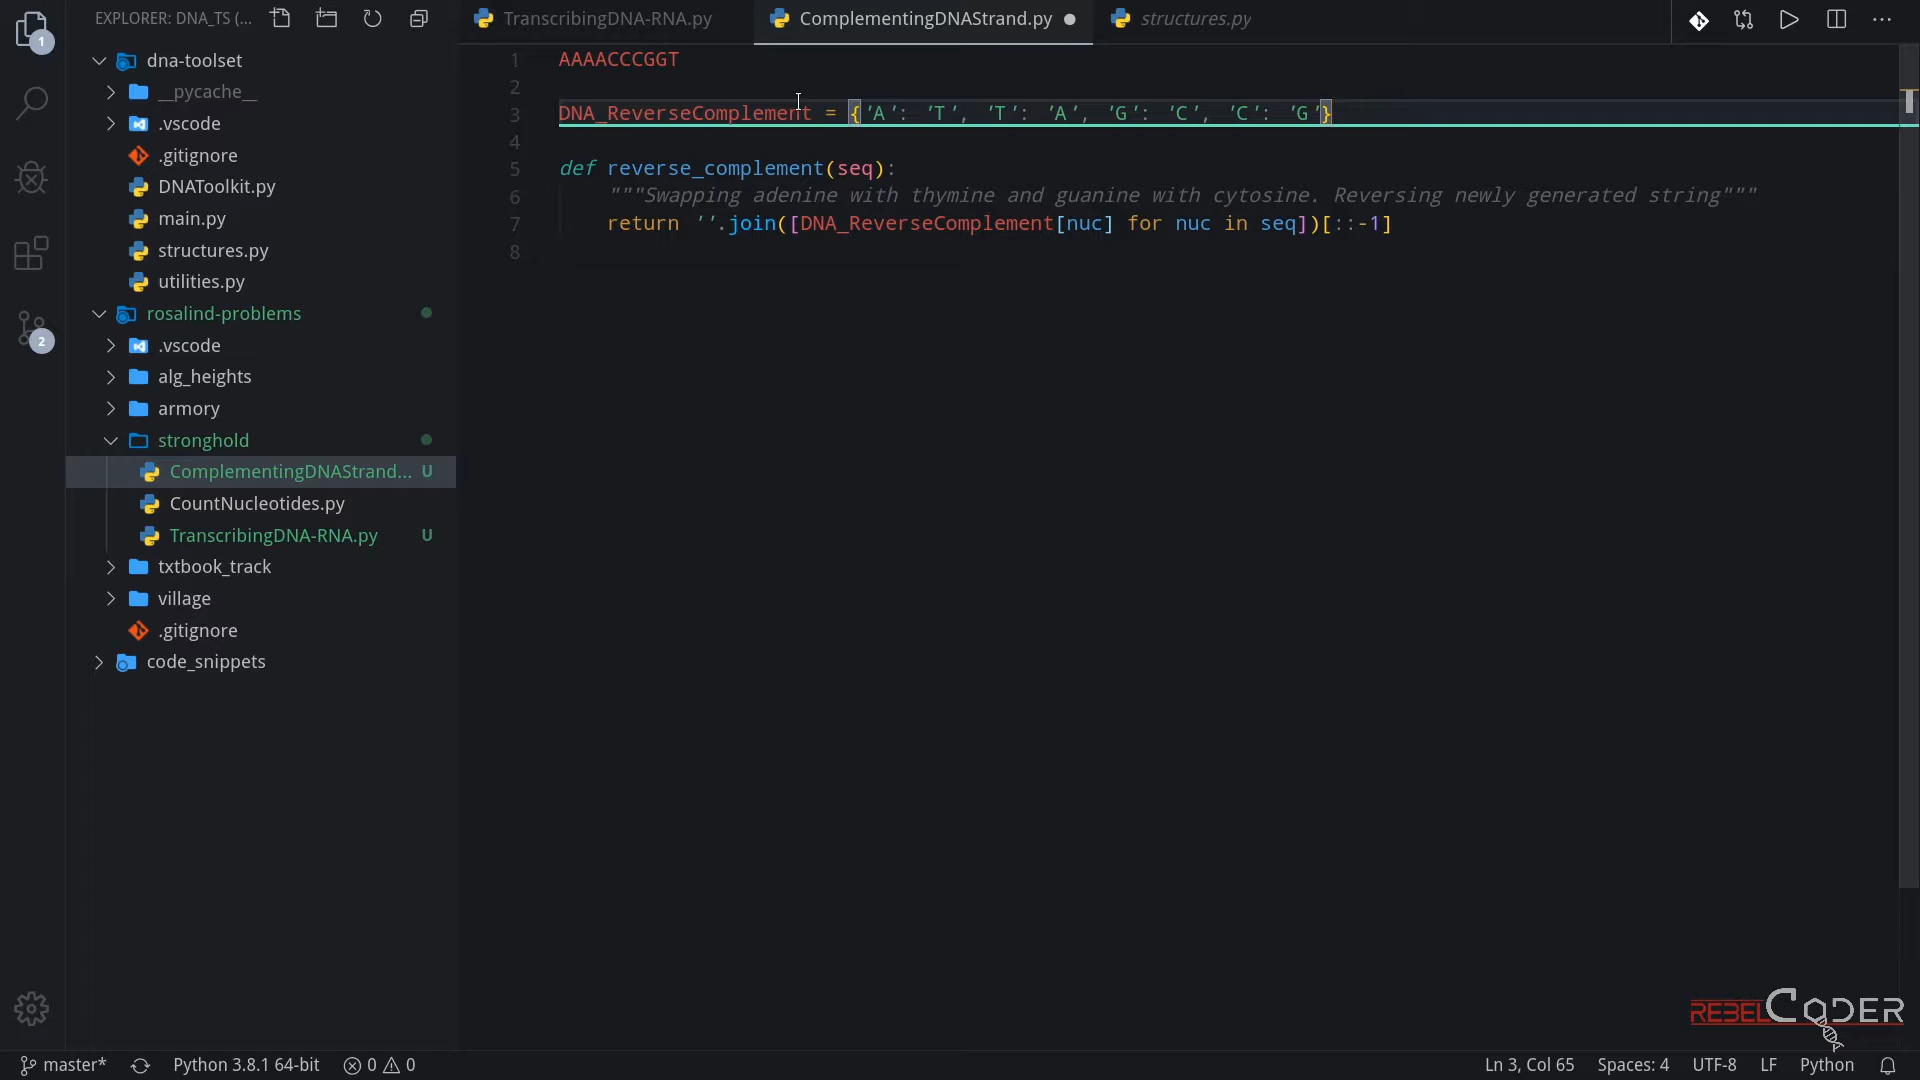 EXPLORER: DNA_TS (...
TranscribingDNA-RNA.py
ComplementingDNAStrand.py
structures.py
1
2
dna-toolset
__pycache__
.vscode
.gitignore
DNAToolkit.py
main.py
structures.py
utilities.py
rosalind-problems
.vscode
alg_heights
armory
stronghold
ComplementingDNAStrand... U
CountNucleotides.py
TranscribingDNA-RNA.py U
txtbook_track
village
.gitignore
code_snippets
1 AAAACCCGGT
2
3 DNA_ReverseComplement = {'A': 'T', 'T': 'A', 'G': 'C', 'C': 'G'}
4
5 def reverse_complement(seq):
6 """Swapping adenine with thymine and guanine with cytosine. Reversing newly generated string"""
7 return ''.join([DNA_ReverseComplement[nuc] for nuc in seq])[::-1]
8
REBELCODER
master* Python 3.8.1 64-bit 0 0 Ln 3, Col 65 Spaces: 4 UTF-8 LF Python